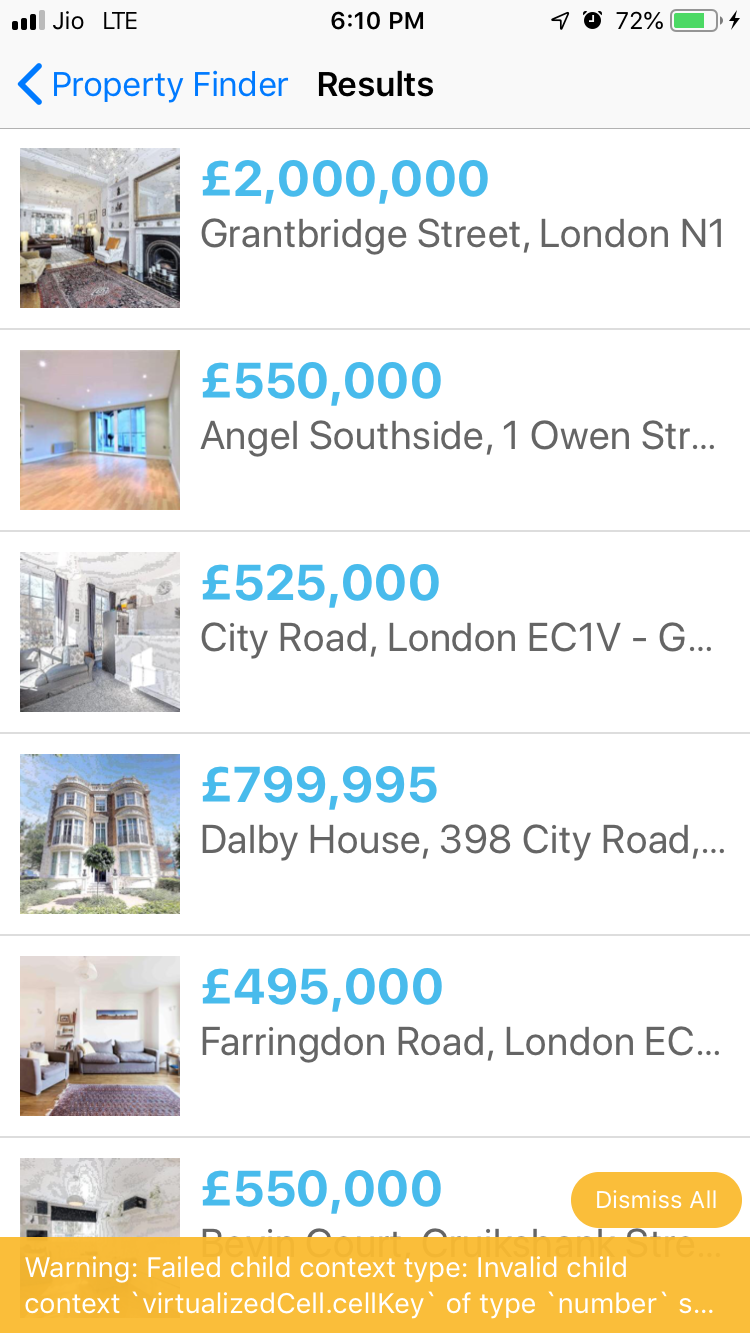 Jio LTE 6:10 PM 72%
Property Finder Results
£2,000,000
Grantbridge Street, London N1
£550,000
Angel Southside, 1 Owen Str...
£525,000
City Road, London EC1V - G...
£799,995
Dalby House, 398 City Road,...
£495,000
Farringdon Road, London EC...
£550,000
Dismiss All
Bevin Court, Cruikshank Stre...
Warning: Failed child context type: Invalid child
context `virtualizedCell.cellKey` of type `number` s...